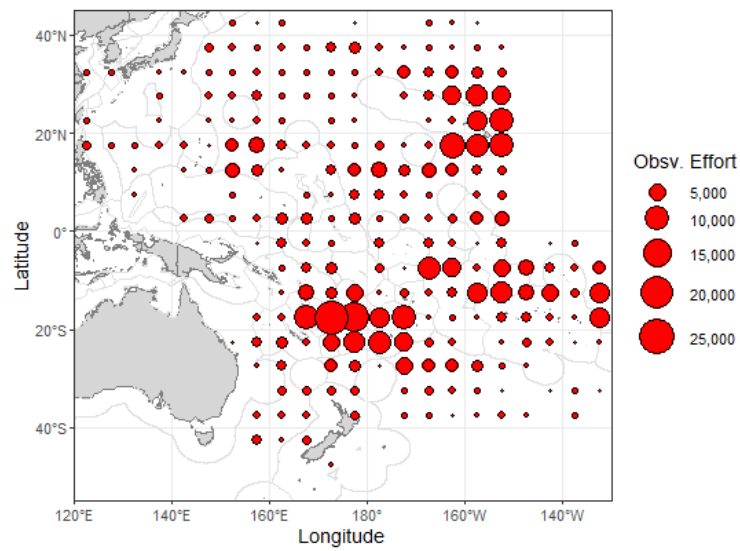 40°N
20°N
0°
20°S
40°S
Latitude
120°E
140°E
160°E
180°
160°W
140°W
Longitude
Obsv. Effort
5,000
10,000
15,000
20,000
25,000